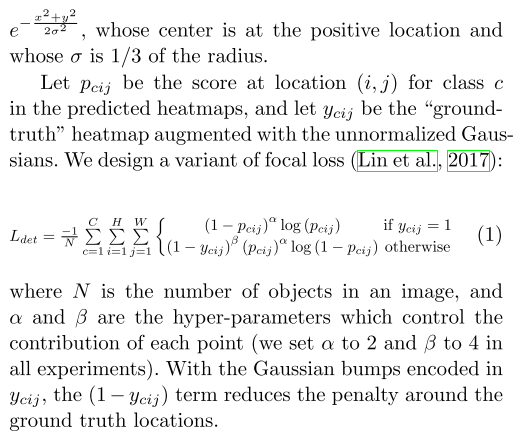 $e^{-\frac{x^2+y^2}{2\sigma^2}}$, whose center is at the positive location and
whose $\sigma$ is 1/3 of the radius.
Let $p_{cij}$ be the score at location $(i, j)$ for class $c$
in the predicted heatmaps, and let $y_{cij}$ be the “ground-
truth” heatmap augmented with the unnormalized Gaus-
sians. We design a variant of focal loss (Lin et al., 2017):
$L_{det} = \frac{-1}{N} \sum_{c=1}^{C} \sum_{i=1}^{H} \sum_{j=1}^{W} \begin{cases} (1 - p_{cij})^{\alpha} \log (p_{cij}) & \text{if } y_{cij} = 1 \\ (1 - y_{cij})^{\beta} (p_{cij})^{\alpha} \log (1 - p_{cij}) & \text{otherwise} \end{cases}$ (1)
where $N$ is the number of objects in an image, and
$\alpha$ and $\beta$ are the hyper-parameters which control the
contribution of each point (we set $\alpha$ to 2 and $\beta$ to 4 in
all experiments). With the Gaussian bumps encoded in
$y_{cij}$, the $(1 - y_{cij})$ term reduces the penalty around the
ground truth locations.